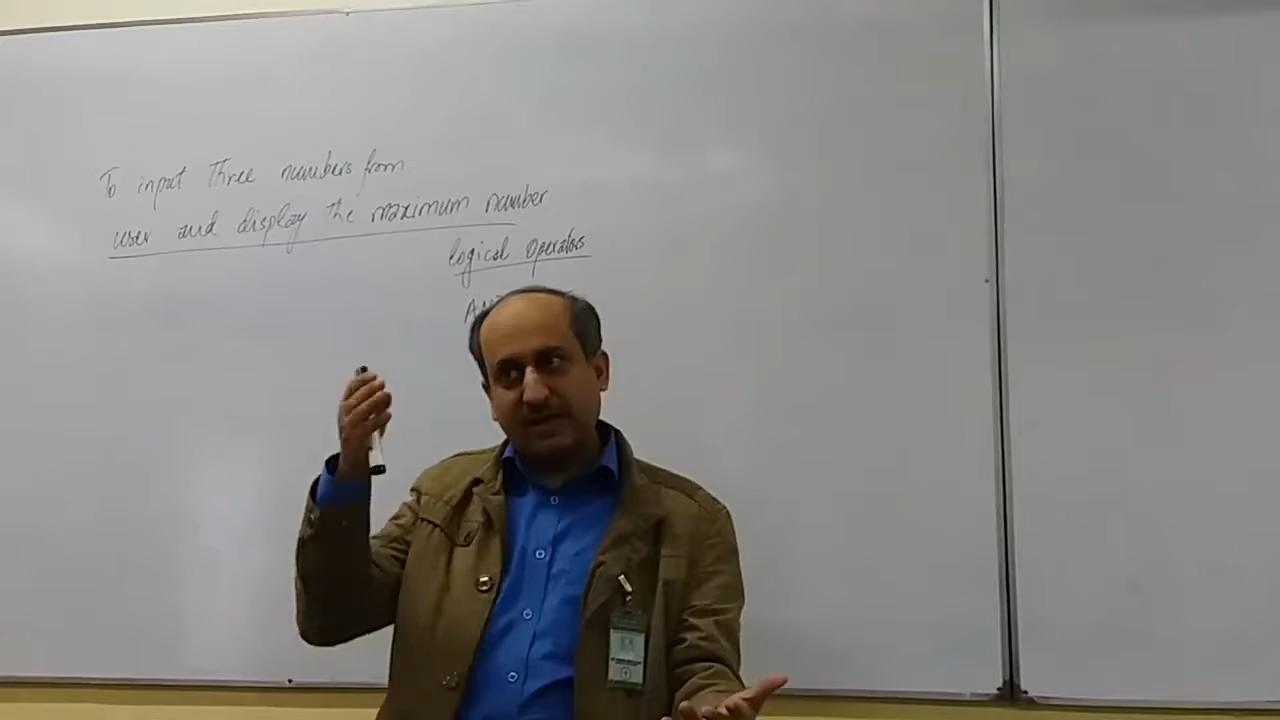 To input three numbers from
user and display the maximum number
logical operators